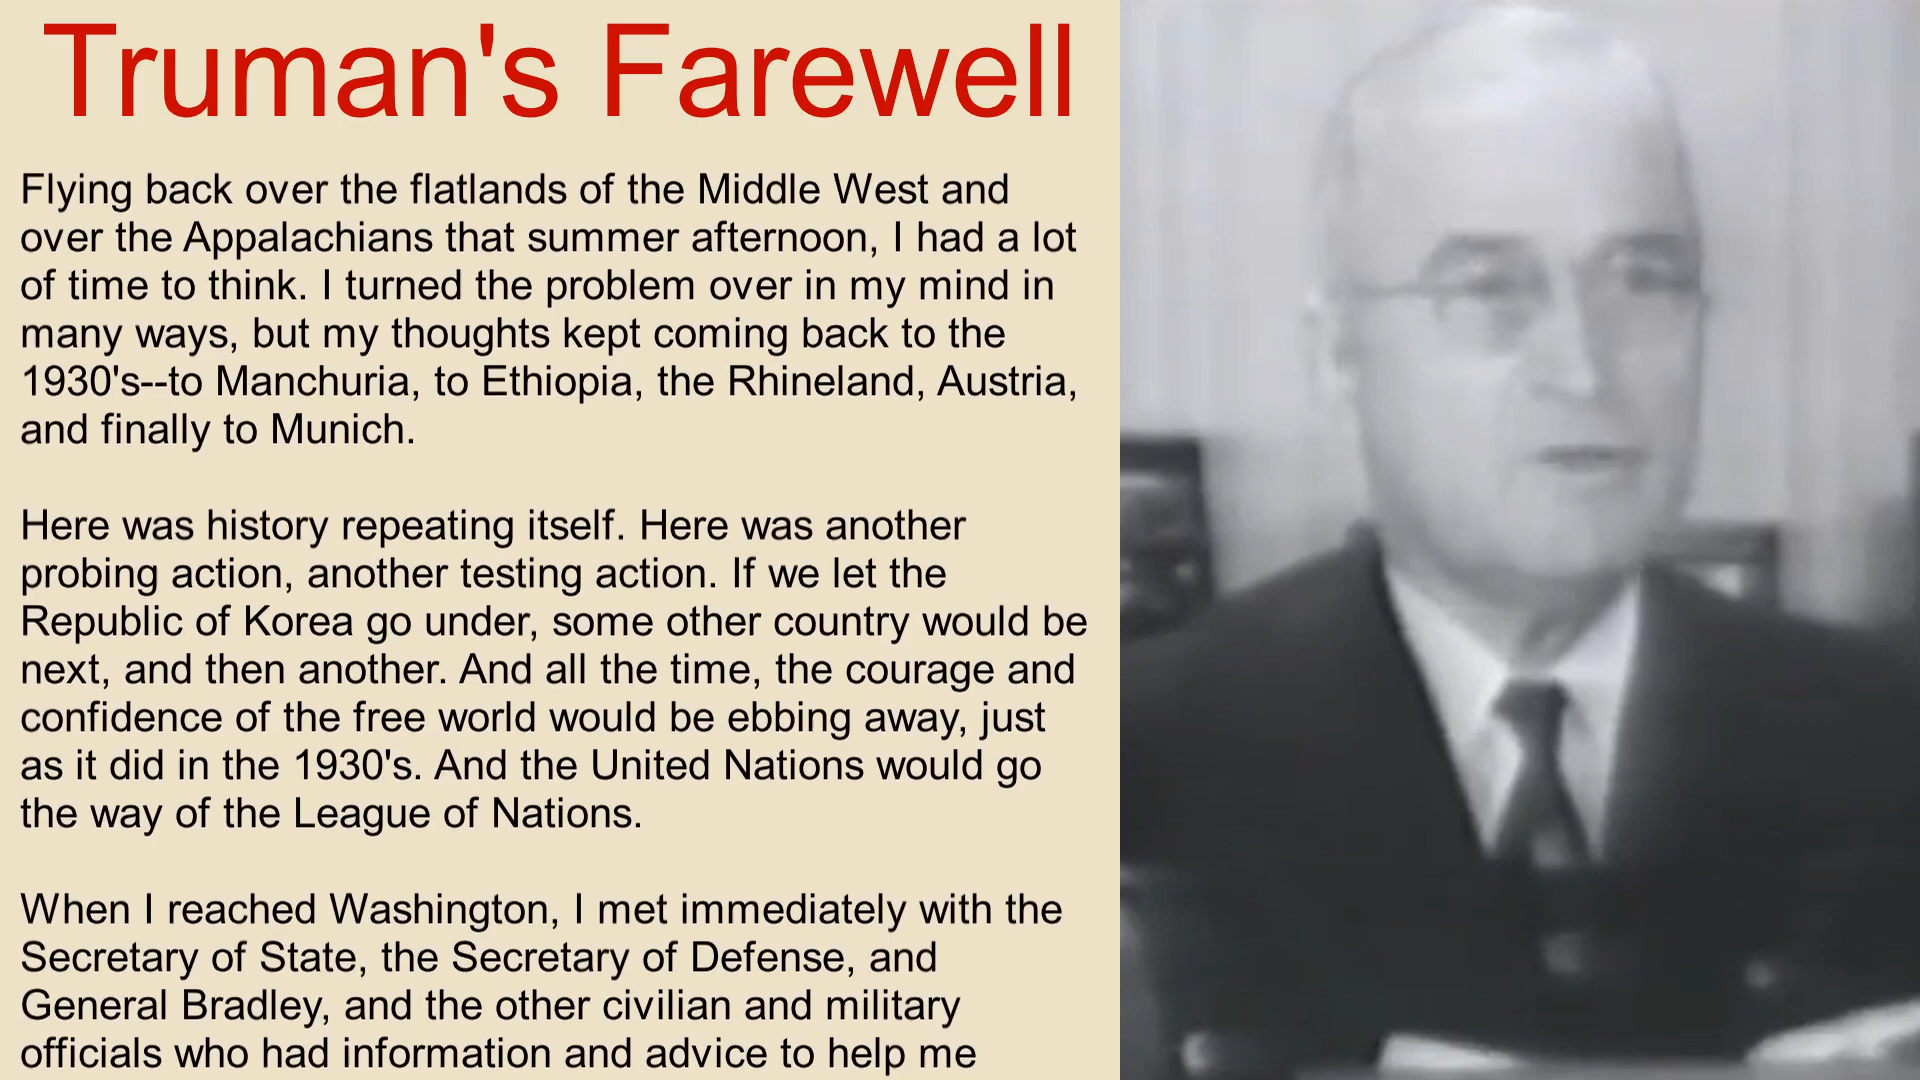 Truman's Farewell
Flying back over the flatlands of the Middle West and
over the Appalachians that summer afternoon, I had a lot
of time to think. I turned the problem over in my mind in
many ways, but my thoughts kept coming back to the
1930's--to Manchuria, to Ethiopia, the Rhineland, Austria,
and finally to Munich.
Here was history repeating itself. Here was another
probing action, another testing action. If we let the
Republic of Korea go under, some other country would be
next, and then another. And all the time, the courage and
confidence of the free world would be ebbing away, just
as it did in the 1930's. And the United Nations would go
the way of the League of Nations.
When I reached Washington, I met immediately with the
Secretary of State, the Secretary of Defense, and
General Bradley, and the other civilian and military
officials who had information and advice to help me